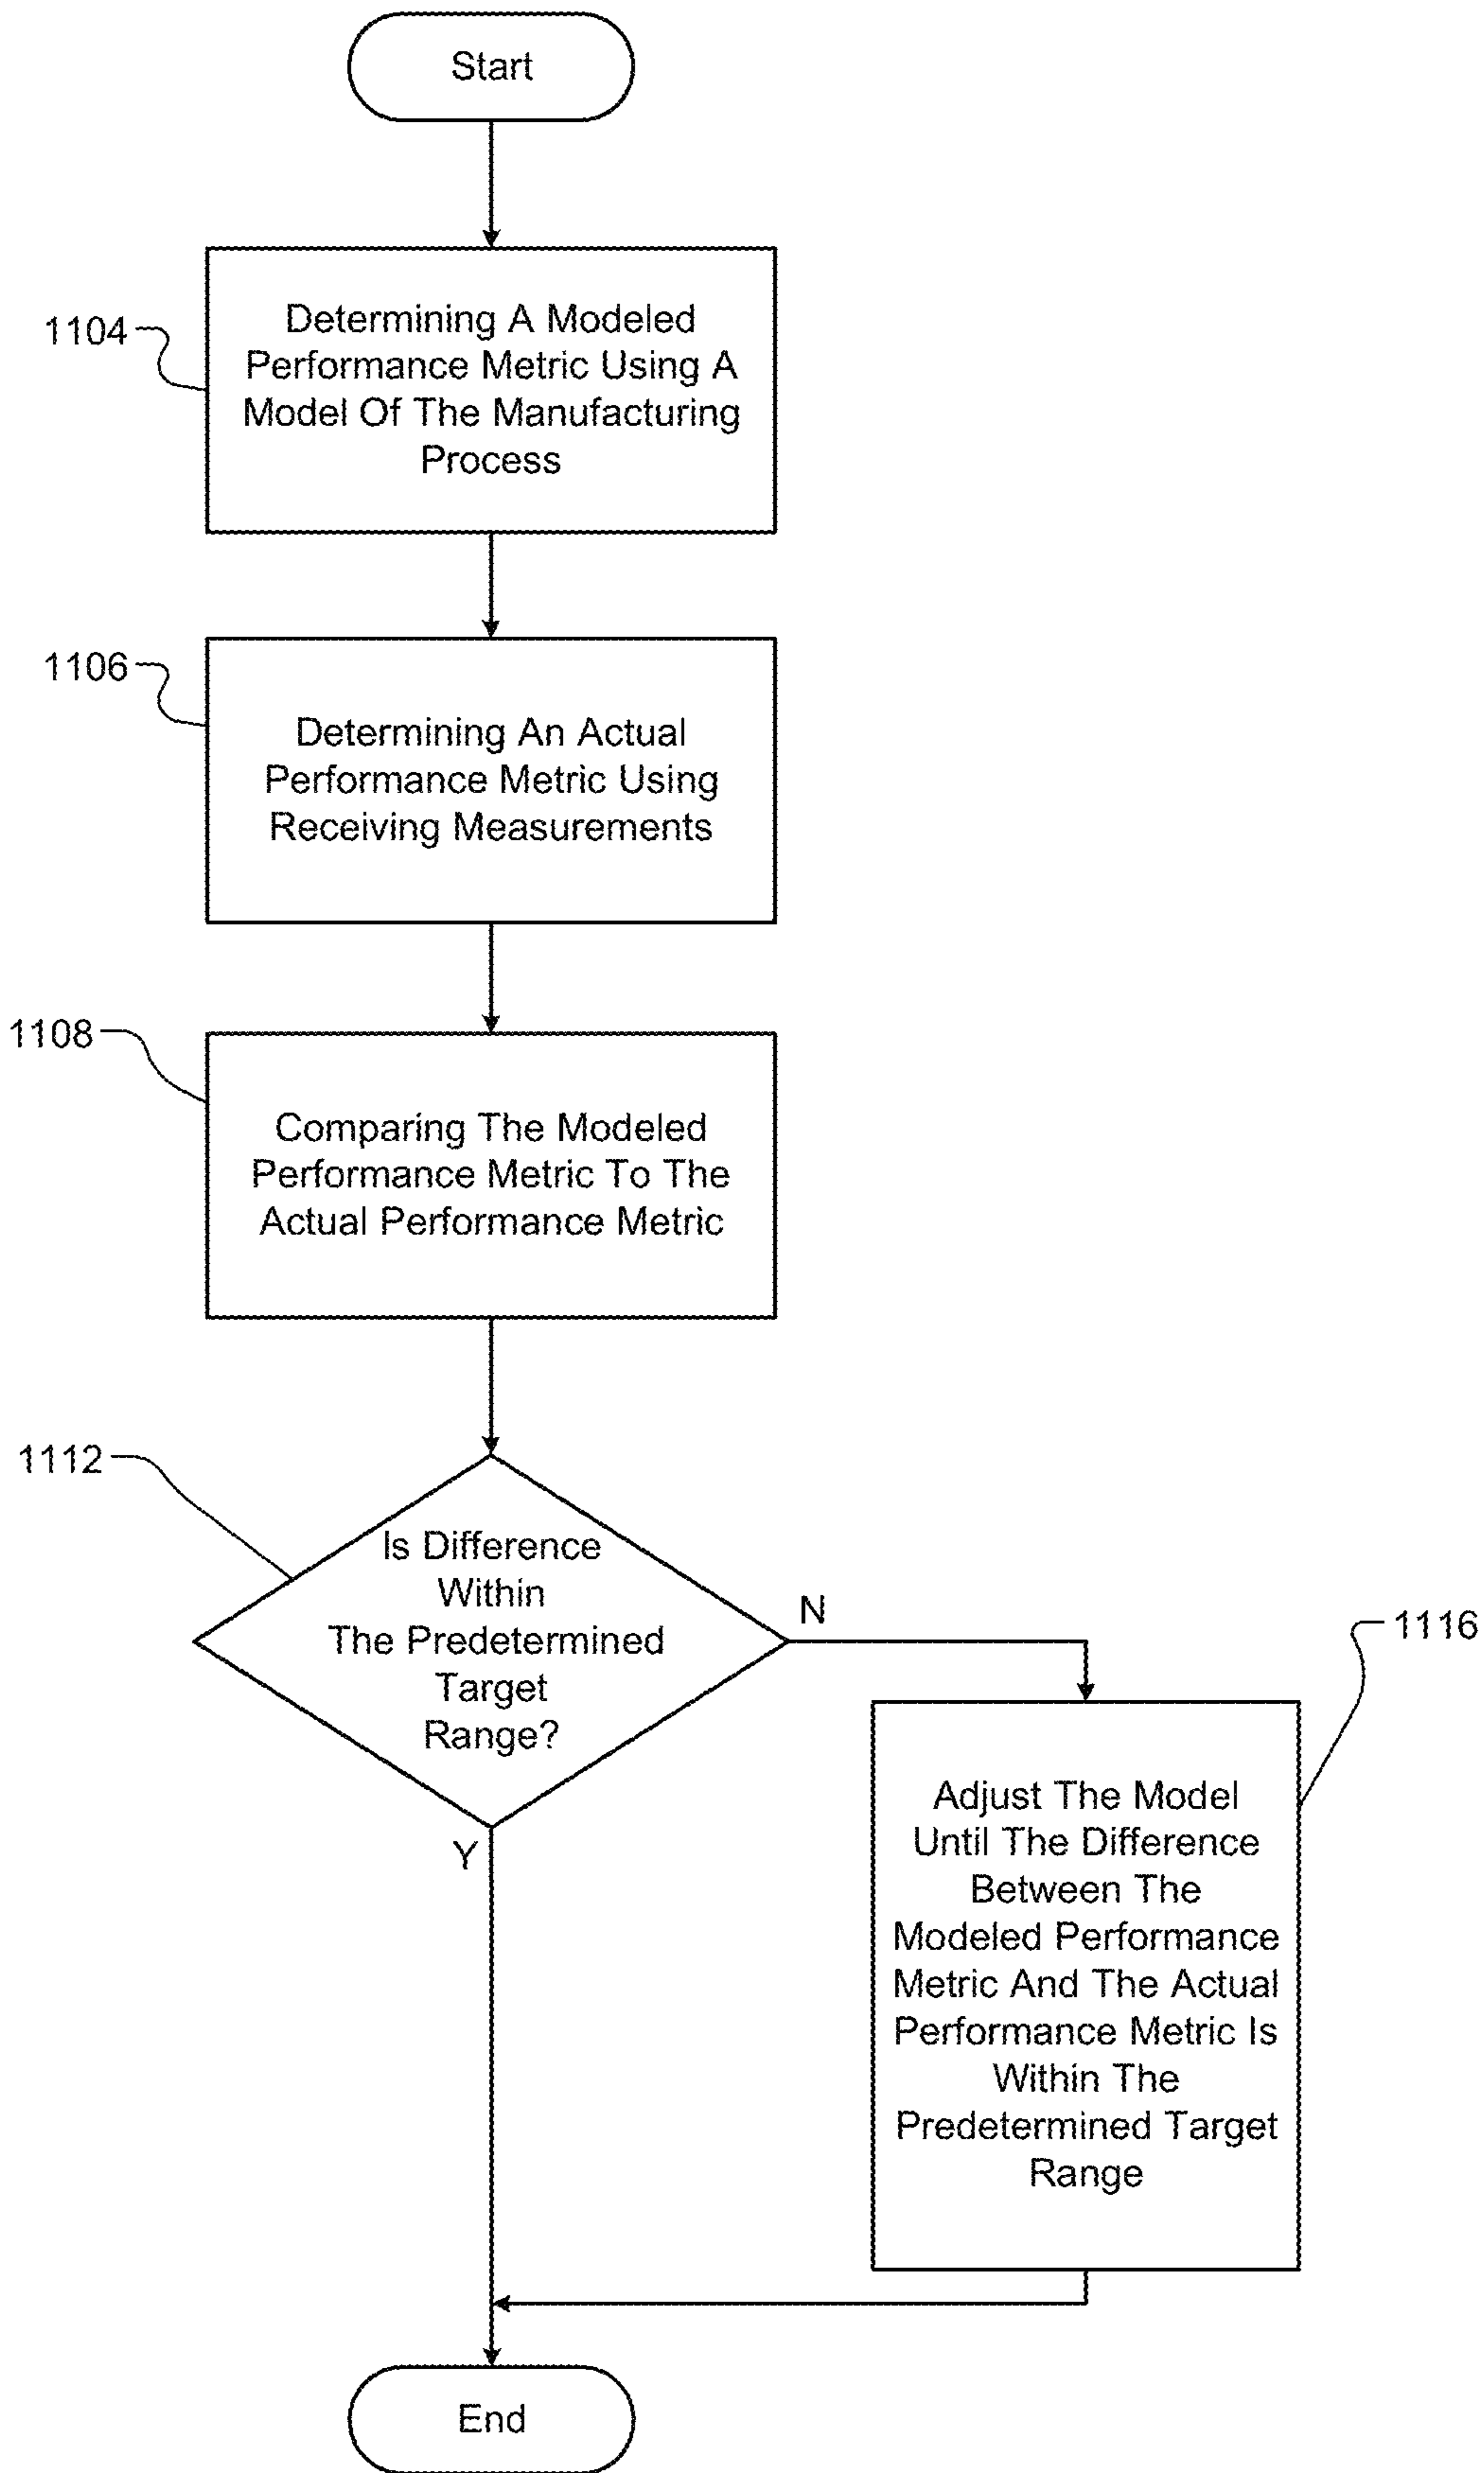 Start
1104
Determining A Modeled
Performance Metric Using A
Model Of The Manufacturing
Process
1106
Determining An Actual
Performance Metric Using
Receiving Measurements
1108
Comparing The Modeled
Performance Metric To The
Actual Performance Metric
1112
Is Difference
Within
The Predetermined
Target
Range?
N
1116
Adjust The Model
Until The Difference
Between The
Modeled Performance
Metric And The Actual
Performance Metric Is
Within The
Predetermined Target
Range
Y
End